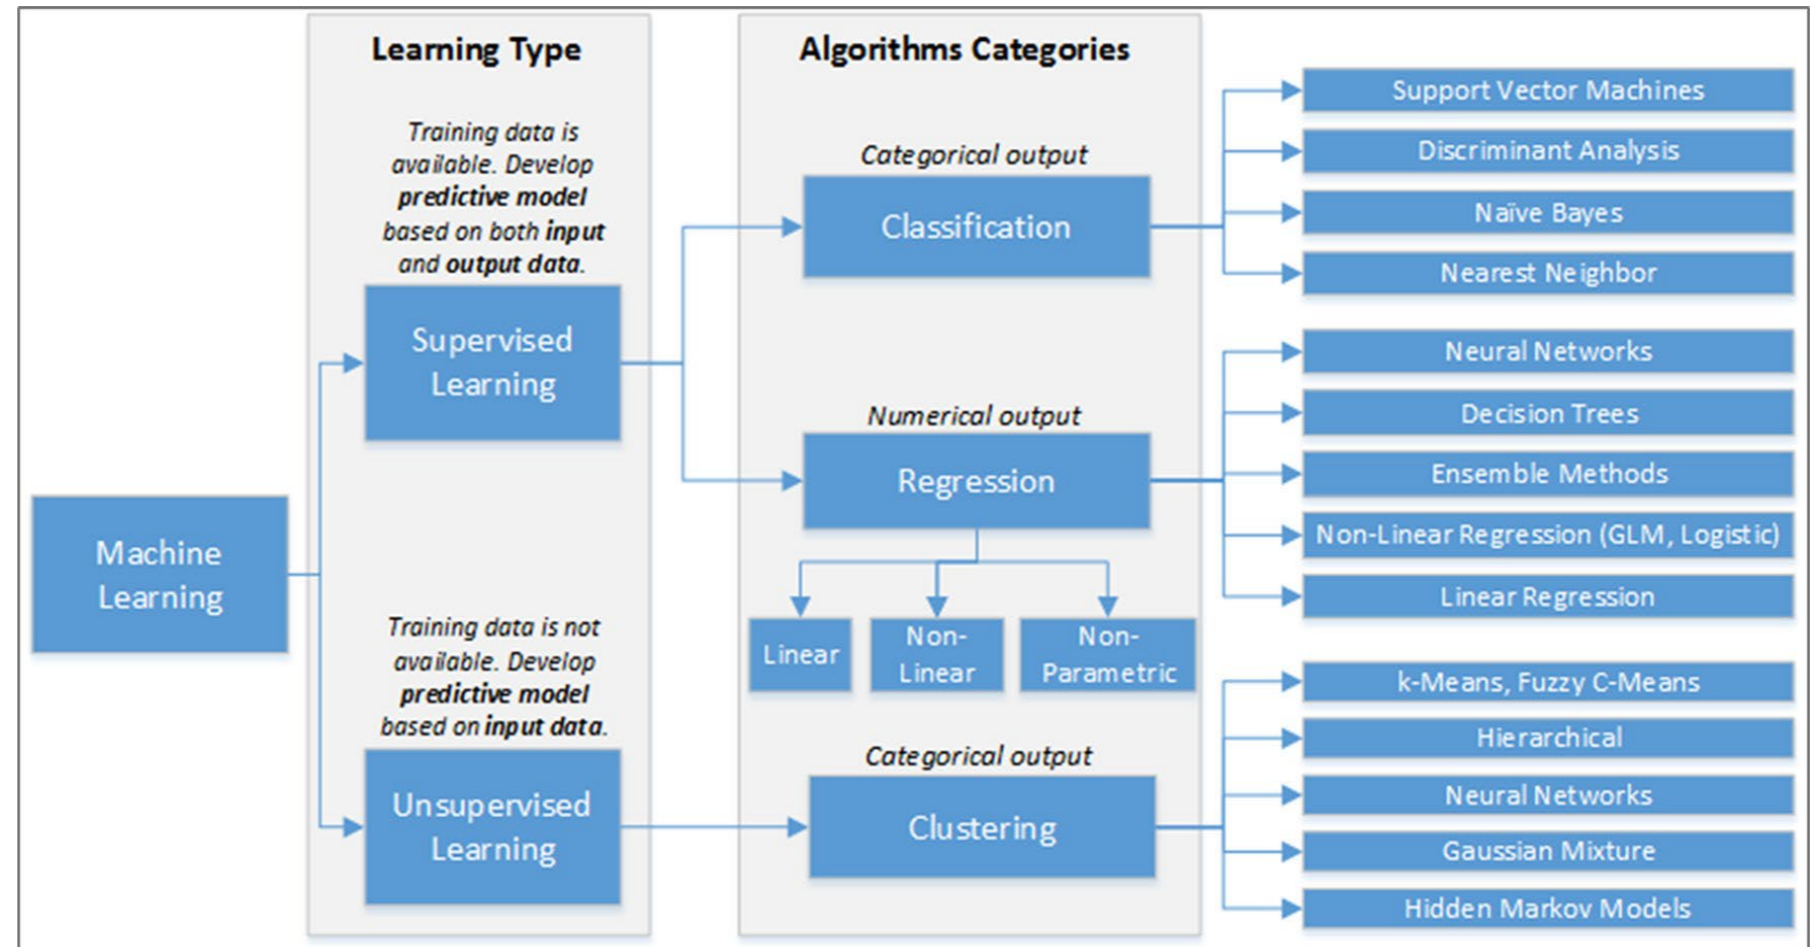 Learning Type
Algorithms Categories
Training data is
available. Develop
predictive model
based on both input
and output data.
Supervised
Learning
Machine
Learning
Training data is not
available. Develop
predictive model
based on input data.
Unsupervised
Learning
Categorical output
Classification
Numerical output
Regression
Linear
Non-
Linear
Non-
Parametric
Categorical output
Clustering
Support Vector Machines
Discriminant Analysis
Naïve Bayes
Nearest Neighbor
Neural Networks
Decision Trees
Ensemble Methods
Non-Linear Regression (GLM, Logistic)
Linear Regression
k-Means, Fuzzy C-Means
Hierarchical
Neural Networks
Gaussian Mixture
Hidden Markov Models